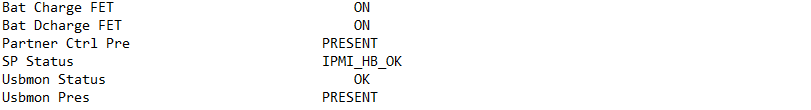 Bat Charge FET ON
Bat Dcharge FET ON
Partner Ctrl Pre PRESENT
SP Status IPMI_HB_OK
Usbmon Status OK
Usbmon Pres PRESENT